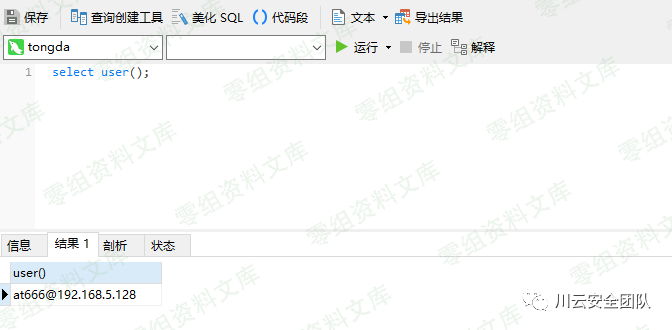 保存 查询创建工具 美化 SQL 代码段 文本 导出结果
tongda 运行 停止 解释
1 select user();
零组资料文库
信息 结果 1 剖析 状态
user()
at666@192.168.5.128
川云安全团队